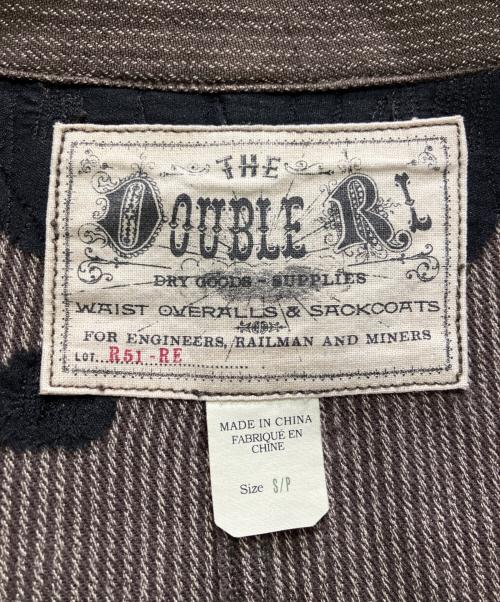 THE
DOUBLE RL
DRY GOODS - SUPPLIES
WAIST OVERALLS & SACKCOATS
FOR ENGINEERS, RAILMAN AND MINERS
LOT... R51-RE
MADE IN CHINA
FABRIQUÉ EN
CHINE
Size S/P